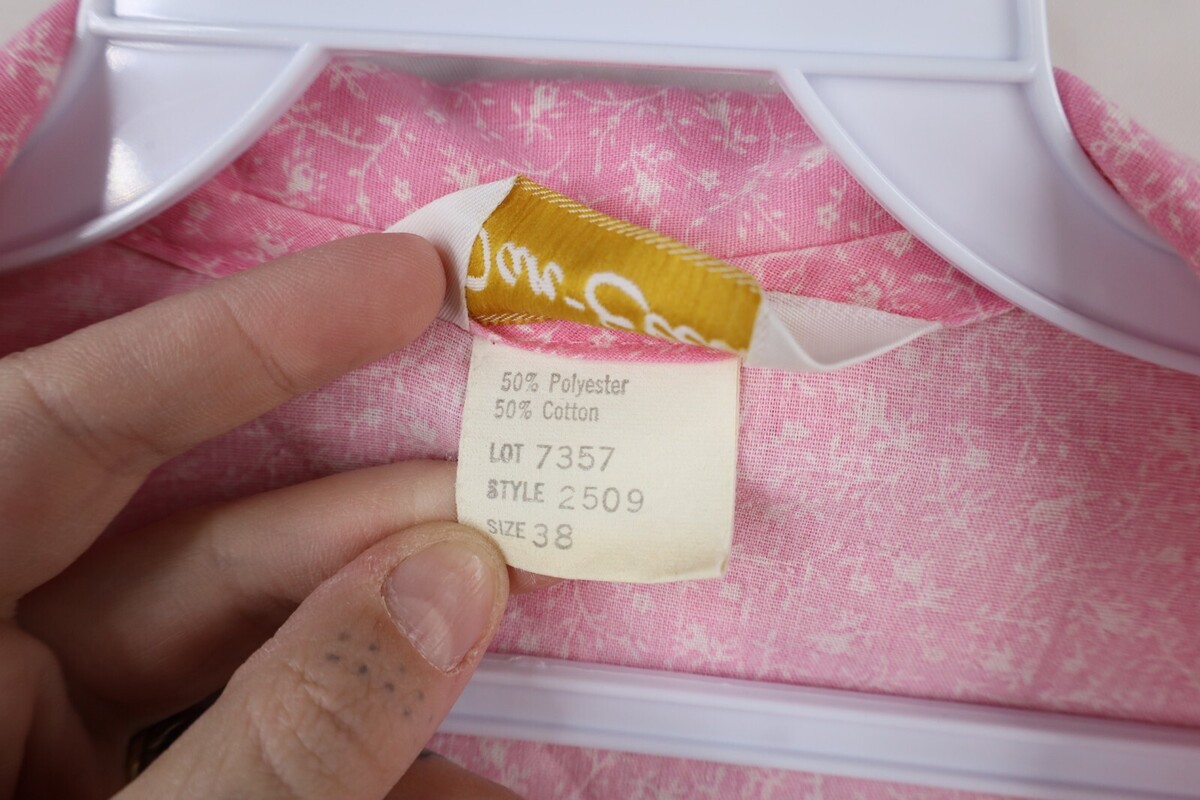 50% Polyester
50% Cotton
LOT 7357
STYLE 2509
SIZE 38